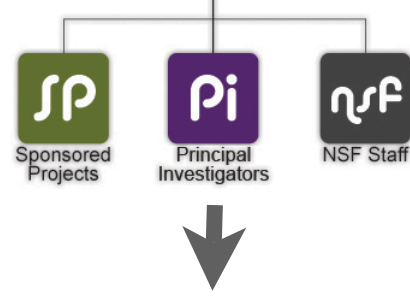 SP
Pi
nsf
Sponsored
Projects
Principal
Investigators
NSF Staff